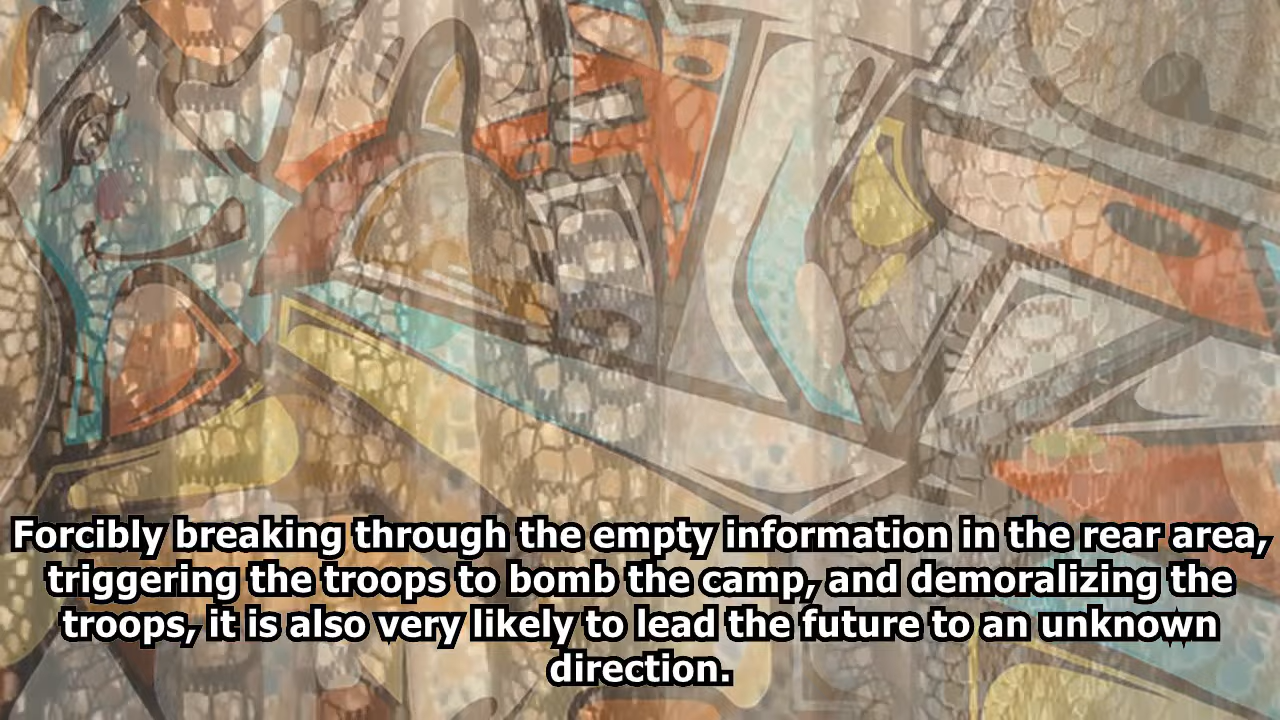 Forcibly breaking through the empty information in the rear area,
triggering the troops to bomb the camp, and demoralizing the
troops, it is also very likely to lead the future to an unknown
direction.